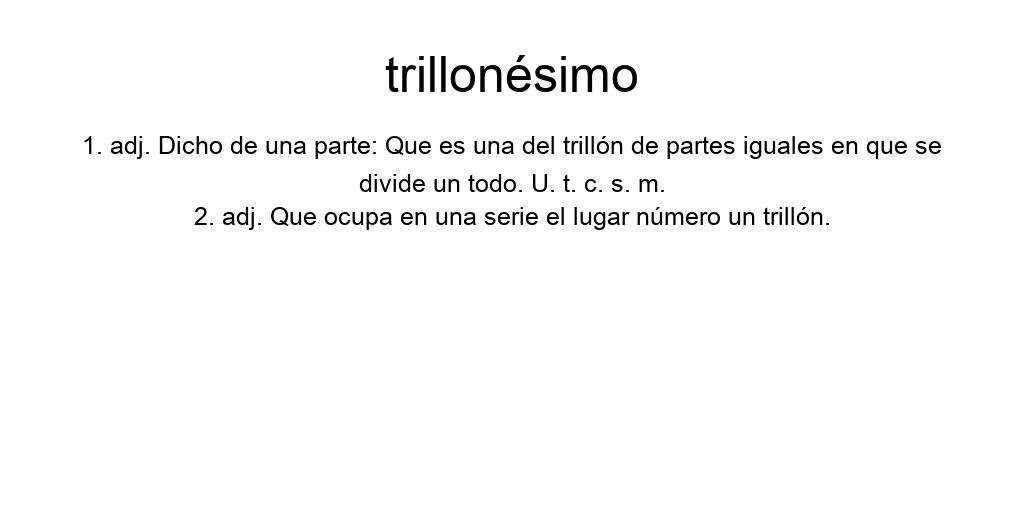 trillonésimo
1. adj. Dicho de una parte: Que es una del trillón de partes iguales en que se
divide un todo. U. t. c. s. m.
2. adj. Que ocupa en una serie el lugar número un trillón.